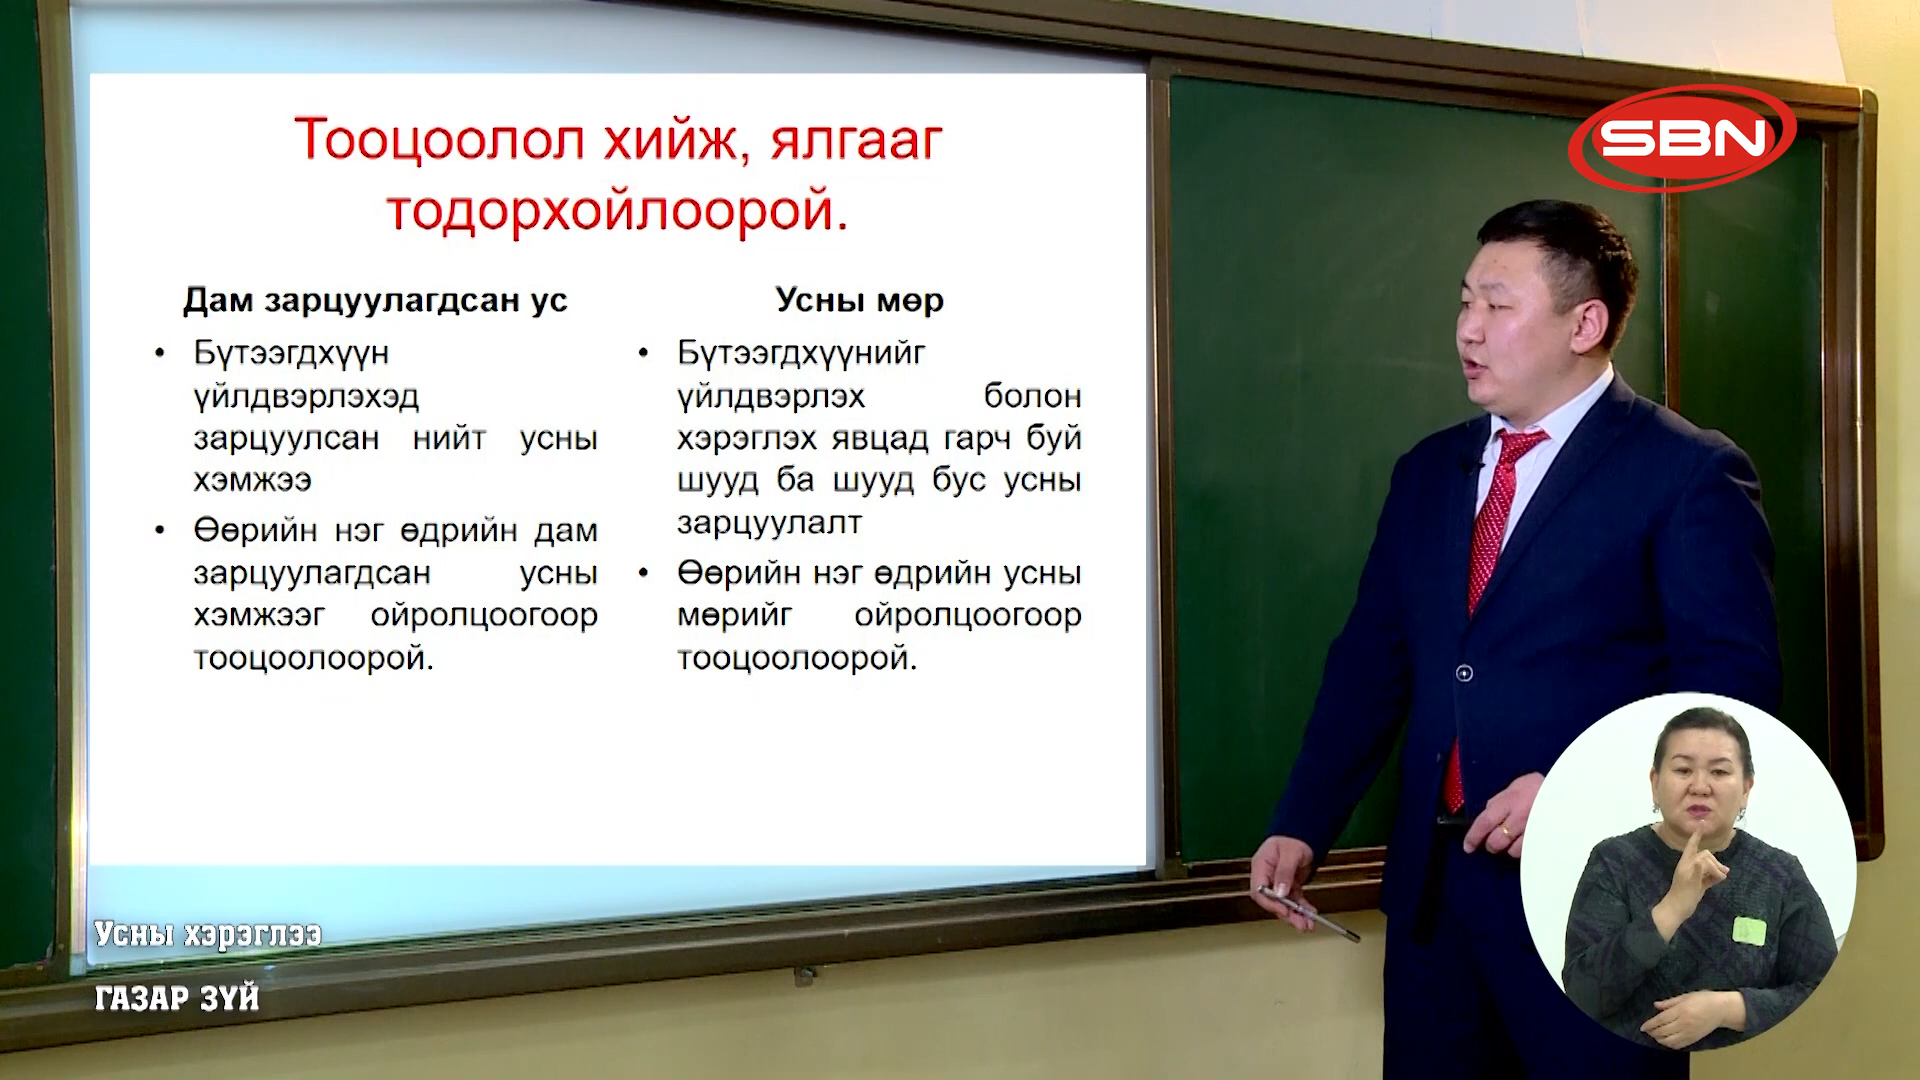 Тооцоолол хийж, ялгааг
тодорхойлоорой.
Дам зарцуулагдсан ус
• Бүтээгдхүүн
үйлдвэрлэхэд
зарцуулсан нийт усны
хэмжээ
• Өөрийн нэг өдрийн дам
зарцуулагдсан усны
хэмжээг ойролцоогоор
тооцоолоорой.
Усны мөр
• Бүтээгдхүүнийг
үйлдвэрлэх болон
хэрэглэх явцад гарч буй
шууд ба шууд бус усны
зарцуулалт
• Өөрийн нэг өдрийн усны
мөрийг ойролцоогоор
тооцоолоорой.
SBN
Усны хэрэглээ
ГАЗАР ЗҮЙ